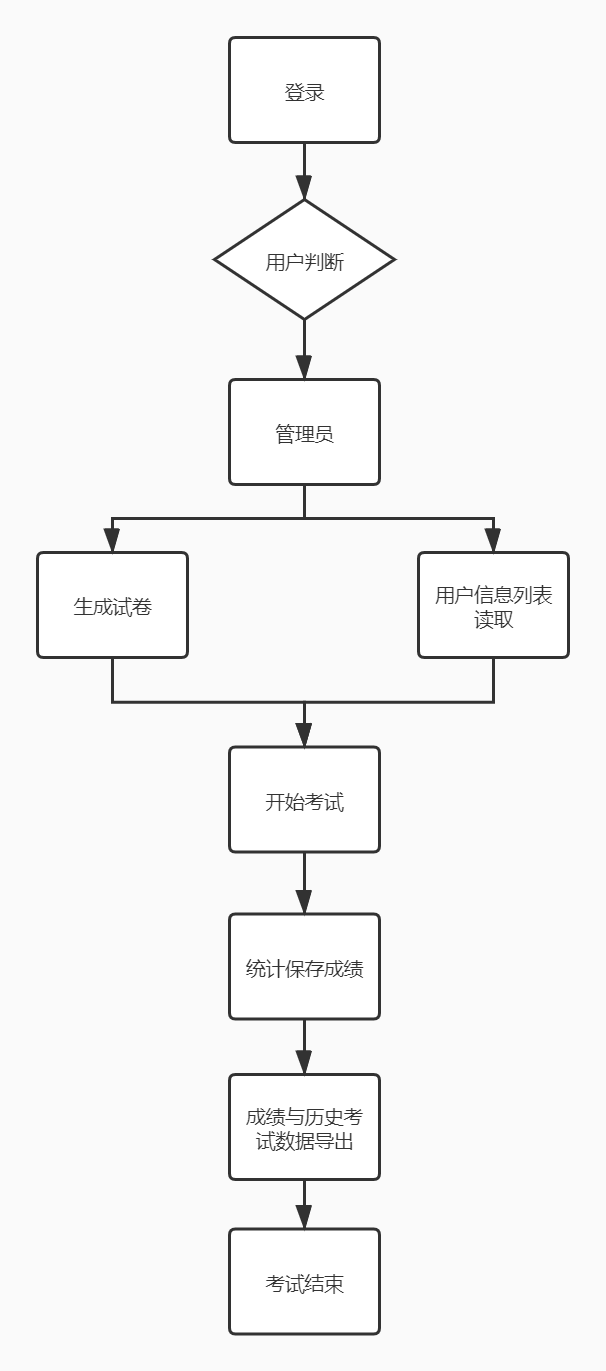 登录
用户判断
管理员
生成试卷
用户信息列表
读取
开始考试
统计保存成绩
成绩与历史考
试数据导出
考试结束